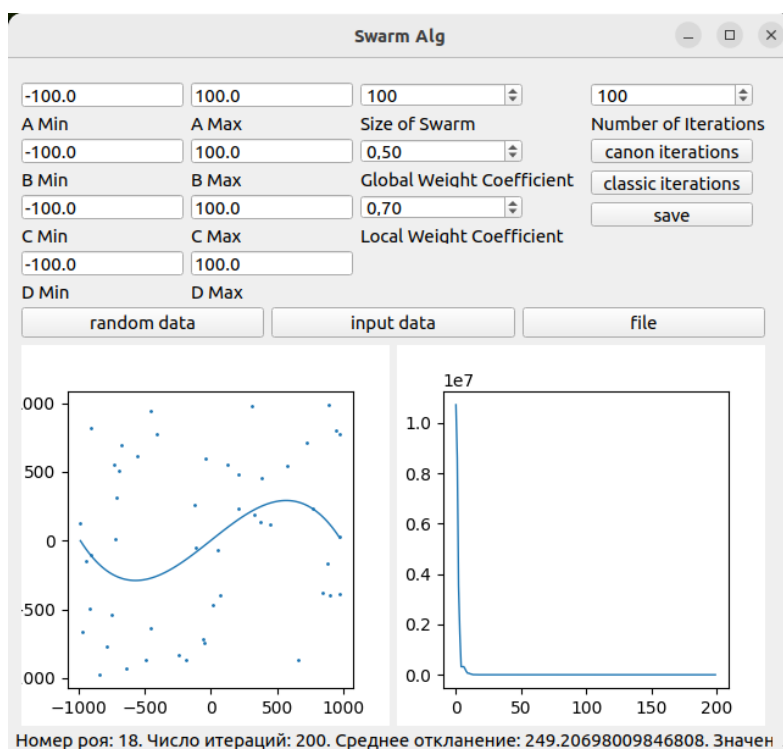 Swarm Alg
-100.0 100.0 100 100
A Min A Max Size of Swarm Number of Iterations
-100.0 100.0 0,50 canon iterations
B Min B Max Global Weight Coefficient classic iterations
-100.0 100.0 0,70 save
C Min C Max Local Weight Coefficient
-100.0 100.0
D Min D Max
random data input data file
1e7
000
500
0
500
000
−1000 −500 0 500 1000
1.0
0.8
0.6
0.4
0.2
0.0
0 50 100 150 200
Номер роя: 18. Число итераций: 200. Среднее откланение: 249.20698009846808. Значен